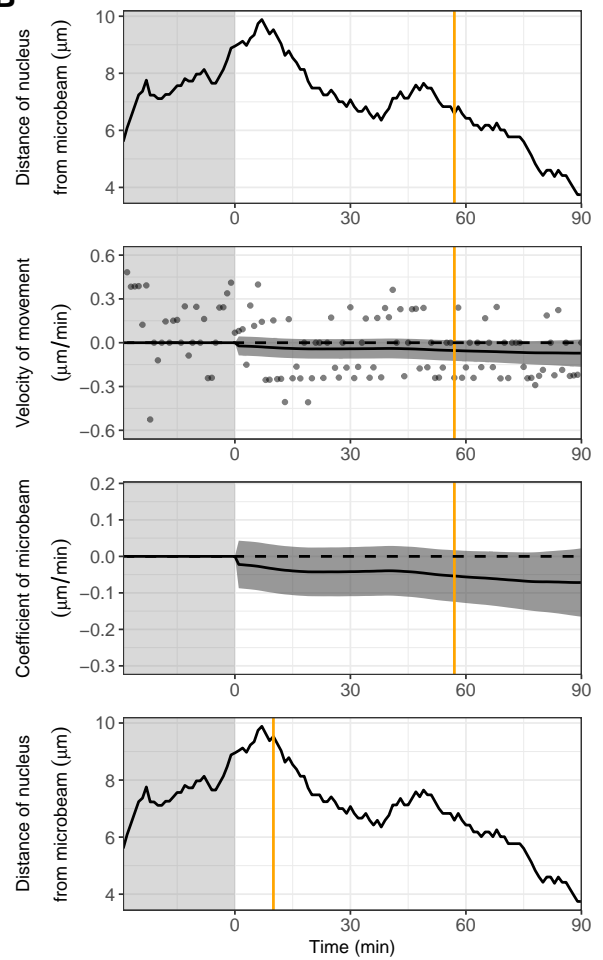 Distance of nucleus
from microbeam (μm)
10
8
6
4
0 30 60 90
Velocity of movement
(μm/min)
0.6
0.3
0.0
−0.3
−0.6
0 30 60 90
Coefficient of microbeam
(μm/min)
0.2
0.1
0.0
−0.1
−0.2
−0.3
0 30 60 90
Distance of nucleus
from microbeam (μm)
10
8
6
4
0 30 60 90
Time (min)